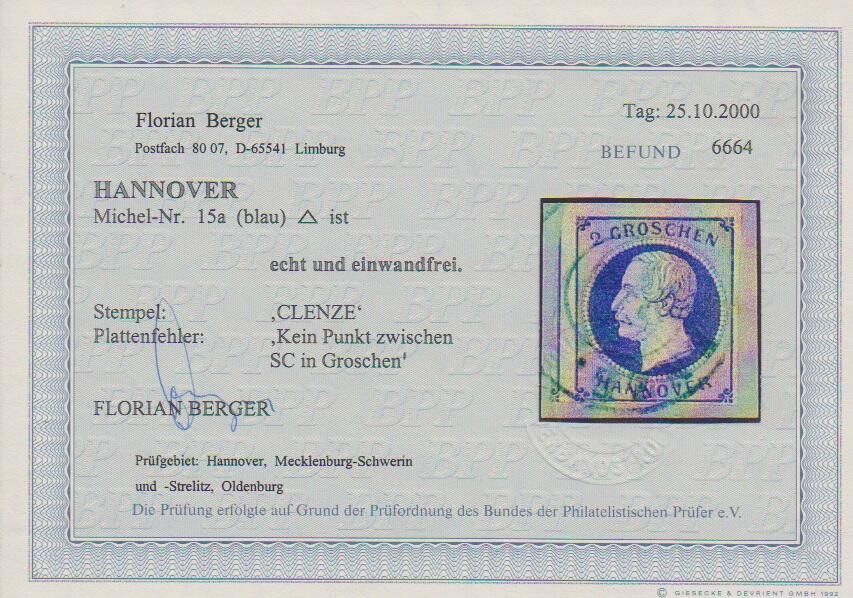 Florian Berger
Postfach 80 07, D-65541 Limburg
Tag: 25.10.2000
BEFUND 6664
HANNOVER
Michel-Nr. 15a (blau) △ ist
echt und einwandfrei.
Stempel: ‚CLENZE‘
Plattenfehler: ‚Kein Punkt zwischen
SC in Groschen'
FLORIAN BERGER
2 GROSCHEN
HANNOVER
Prüfgebiet: Hannover, Mecklenburg-Schwerin
und -Strelitz, Oldenburg
Die Prüfung erfolgte auf Grund der Prüfordnung des Bundes der Philatelistischen Prüfer e.V.
© GIESECKE & DEVRIENT GMBH 1992